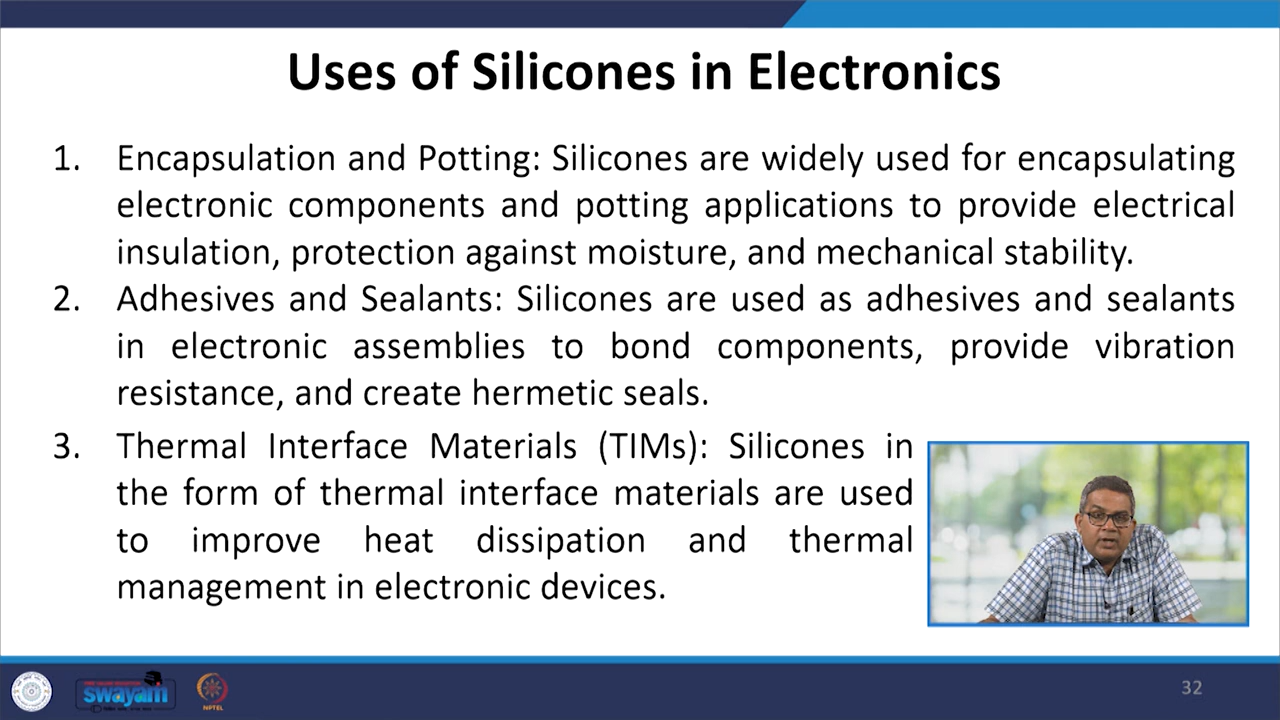 Uses of Silicones in Electronics
1. Encapsulation and Potting: Silicones are widely used for encapsulating
electronic components and potting applications to provide electrical
insulation, protection against moisture, and mechanical stability.
2. Adhesives and Sealants: Silicones are used as adhesives and sealants
in electronic assemblies to bond components, provide vibration
resistance, and create hermetic seals.
3. Thermal Interface Materials (TIMs): Silicones in
the form of thermal interface materials are used
to improve heat dissipation and thermal
management in electronic devices.
swayam
NPTEL
32